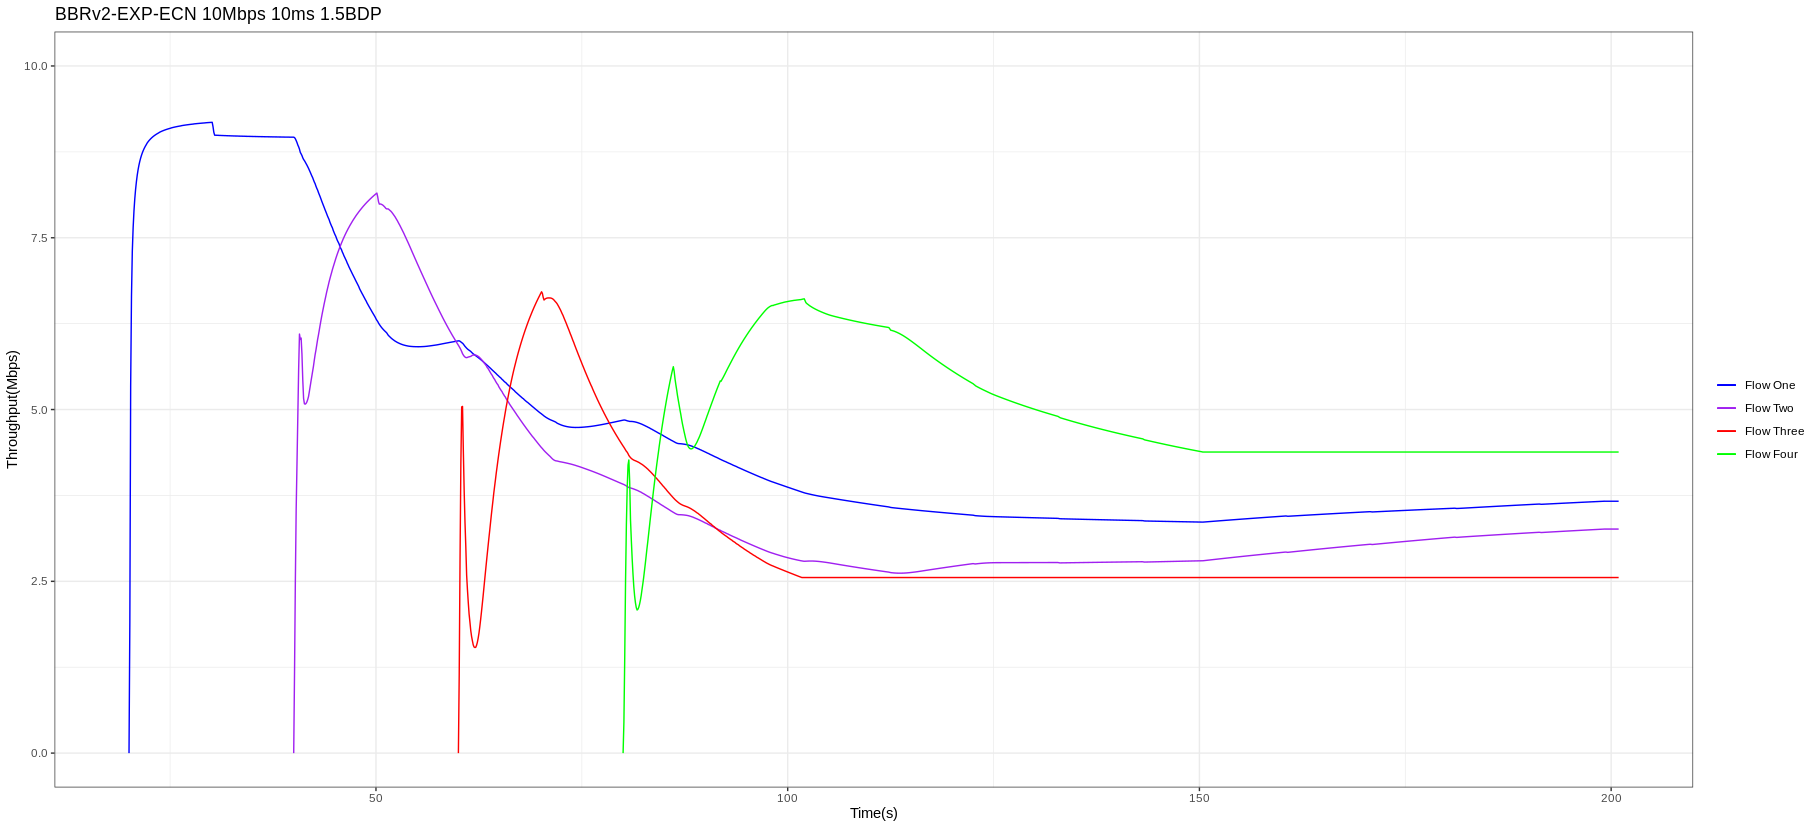 BBRv2-EXP-ECN 10Mbps 10ms 1.5BDP
Throughput(Mbps)
10.0
7.5
5.0
2.5
0.0
50
100
150
200
Time(s)
Flow One
Flow Two
Flow Three
Flow Four